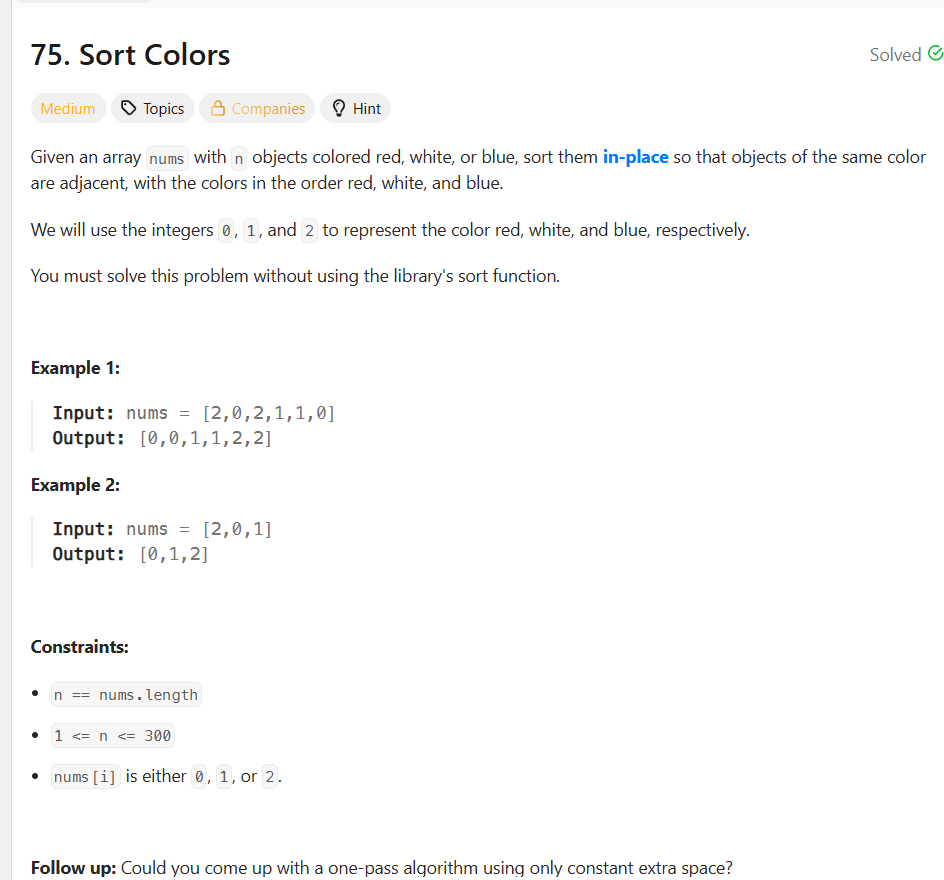 75. Sort Colors
Solved
Medium
Topics
Companies
Hint
Given an array nums with n objects colored red, white, or blue, sort them in-place so that objects of the same color
are adjacent, with the colors in the order red, white, and blue.
We will use the integers 0, 1, and 2 to represent the color red, white, and blue, respectively.
You must solve this problem without using the library's sort function.
Example 1:
Input: nums = [2,0,2,1,1,0]
Output: [0,0,1,1,2,2]
Example 2:
Input: nums = [2,0,1]
Output: [0,1,2]
Constraints:
• n == nums.length
• 1 <= n <= 300
• nums[i] is either 0, 1, or 2.
Follow up: Could you come up with a one-pass algorithm using only constant extra space?